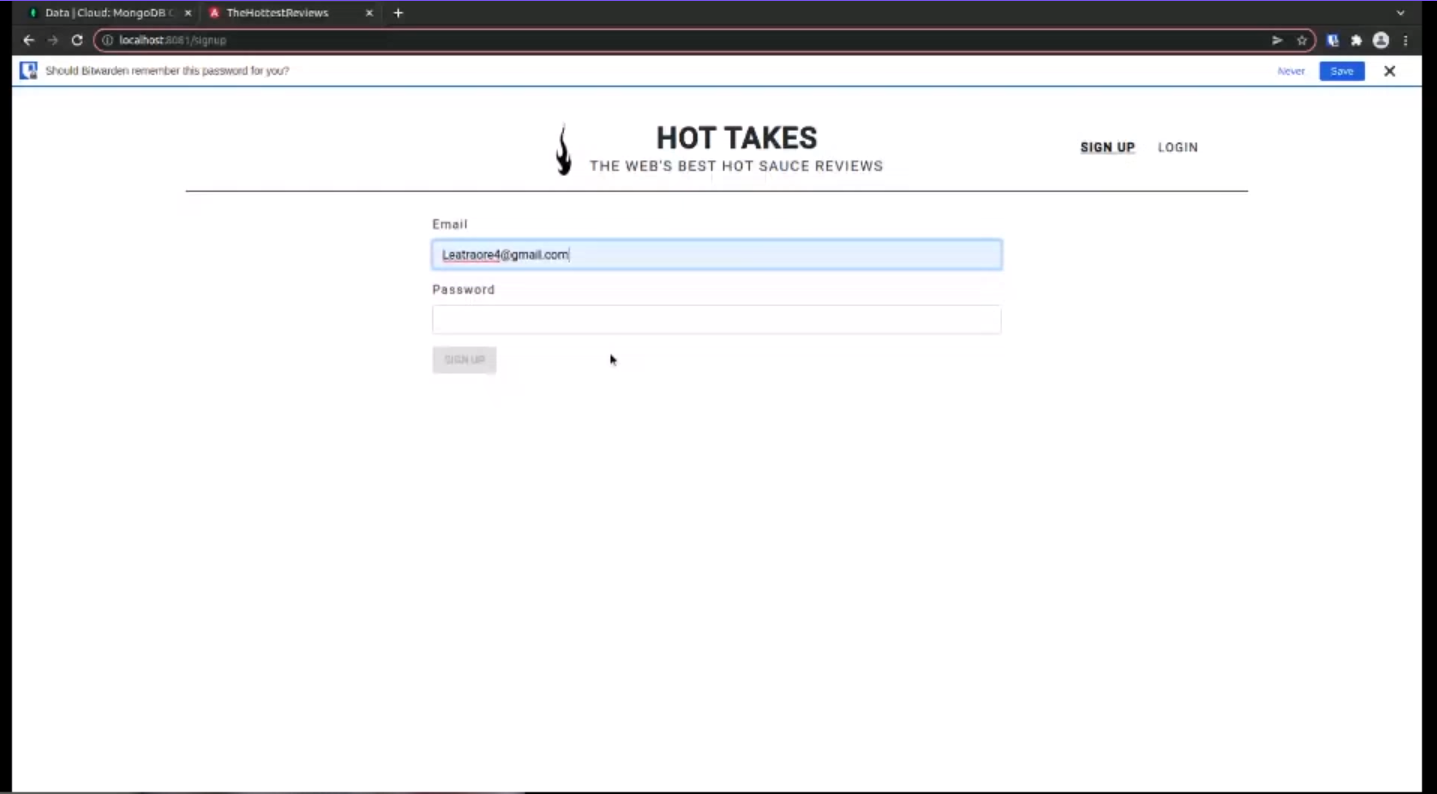 Data | Cloud: MongoDB C
TheHottestReviews
localhost:8081/signup
Should Bitwarden remember this password for you?
Never
Save
HOT TAKES
THE WEB'S BEST HOT SAUCE REVIEWS
SIGN UP
LOGIN
Email
Leatraore4@gmail.com
Password
SIGN UP